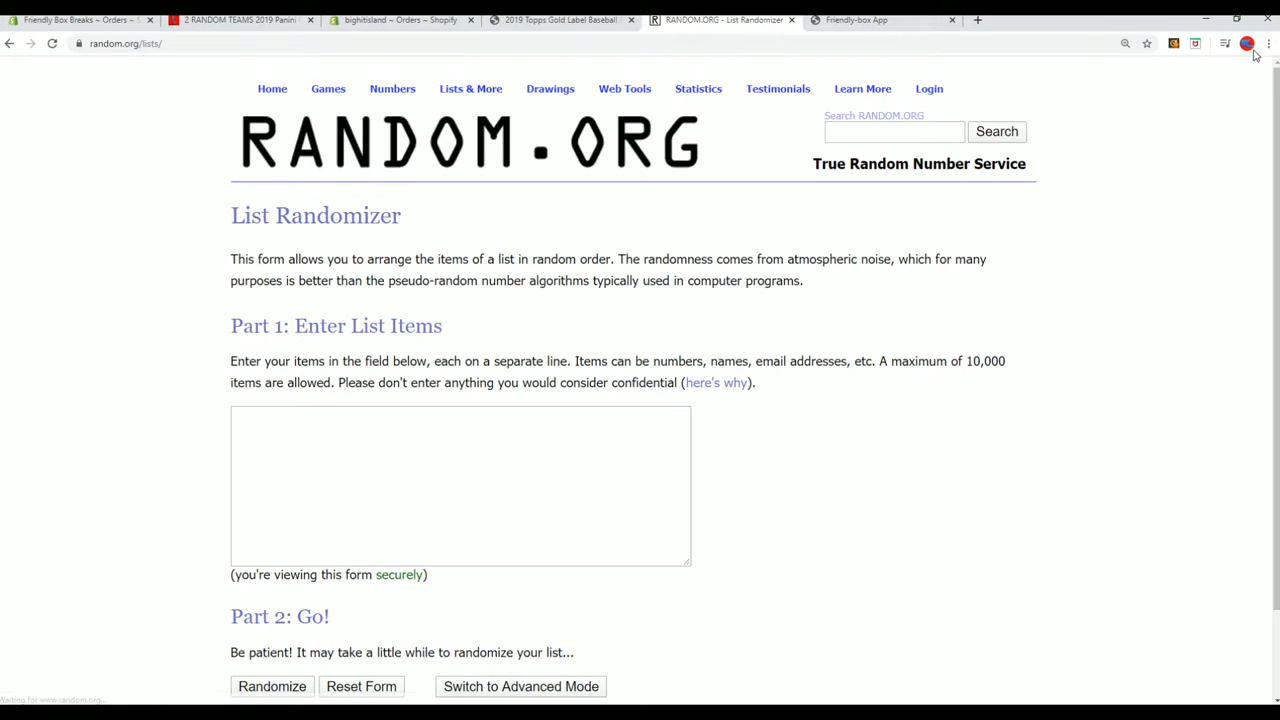 Friendly Box Breaks ~ Orders ~ S
2 RANDOM TEAMS 2019 Panini
bighitisland ~ Orders ~ Shopify
2019 Topps Gold Label Baseball
RANDOM.ORG - List Randomizer
Friendly-box App
random.org/lists/
Home Games Numbers Lists & More Drawings Web Tools Statistics Testimonials Learn More Login
RANDOM.ORG
Search RANDOM.ORG
Search
True Random Number Service
List Randomizer
This form allows you to arrange the items of a list in random order. The randomness comes from atmospheric noise, which for many
purposes is better than the pseudo-random number algorithms typically used in computer programs.
Part 1: Enter List Items
Enter your items in the field below, each on a separate line. Items can be numbers, names, email addresses, etc. A maximum of 10,000
items are allowed. Please don't enter anything you would consider confidential (here's why).
(you're viewing this form securely)
Part 2: Go!
Be patient! It may take a little while to randomize your list...
Randomize Reset Form Switch to Advanced Mode
Waiting for www.random.org...